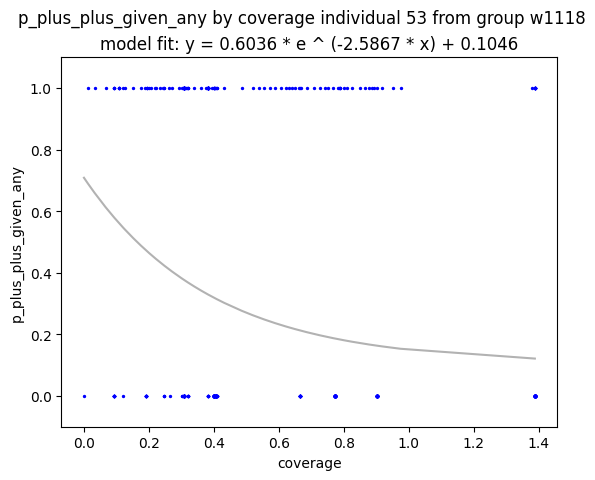 p_plus_plus_given_any by coverage individual 53 from group w1118
model fit: y = 0.6036 * e ^ (-2.5867 * x) + 0.1046
1.0
0.8
0.6
0.4
0.2
0.0
p_plus_plus_given_any
0.0 0.2 0.4 0.6 0.8 1.0 1.2 1.4
coverage